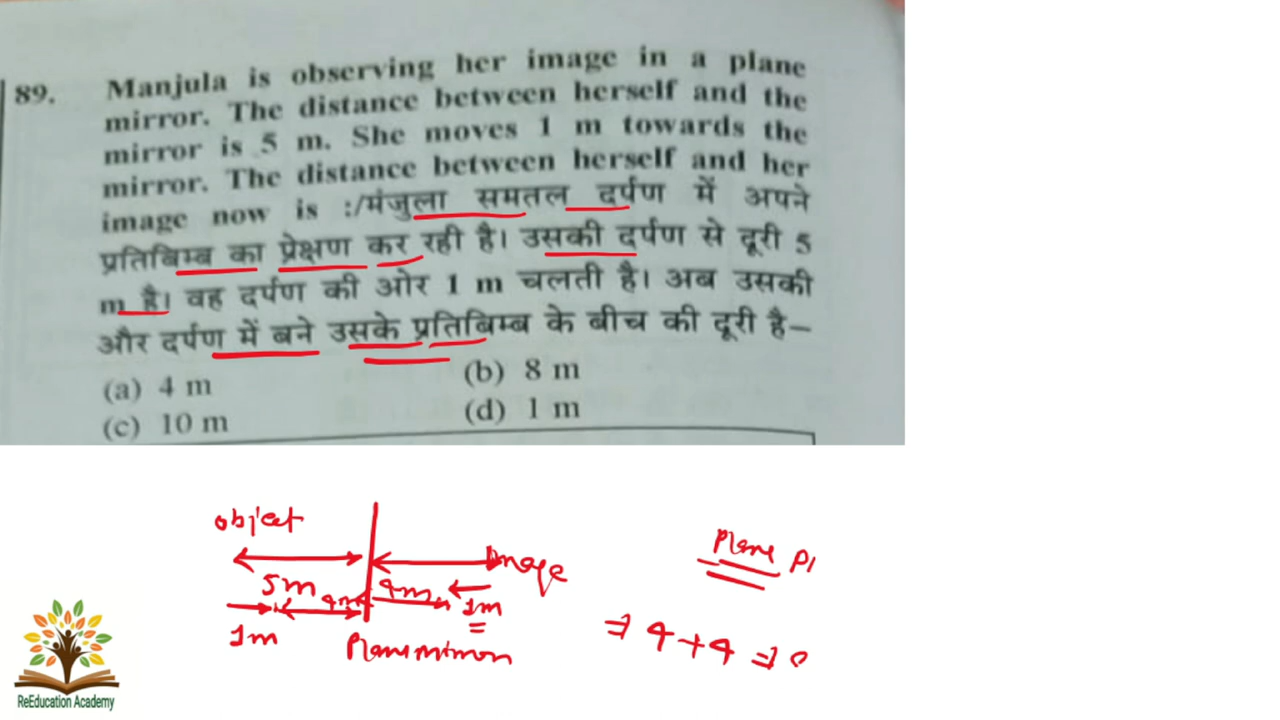 89. Manjula is observing her image in a plane
mirror. The distance between herself and the
mirror is 5 m. She moves 1 m towards the
mirror. The distance between herself and her
image now is :/मंजुला समतल दर्पण में अपने
प्रतिबिम्ब का प्रेक्षण कर रही है। उसकी दर्पण से दूरी 5
m है। वह दर्पण की ओर 1 m चलती है। अब उसकी
और दर्पण में बने उसके प्रतिबिम्ब के बीच की दूरी है–
(a) 4 m (b) 8 m
(c) 10 m (d) 1 m
object
Image
5m 4m 4m
1m 1m
=
Plane
⇒ 4+4 ⇒
ReEducation Academy